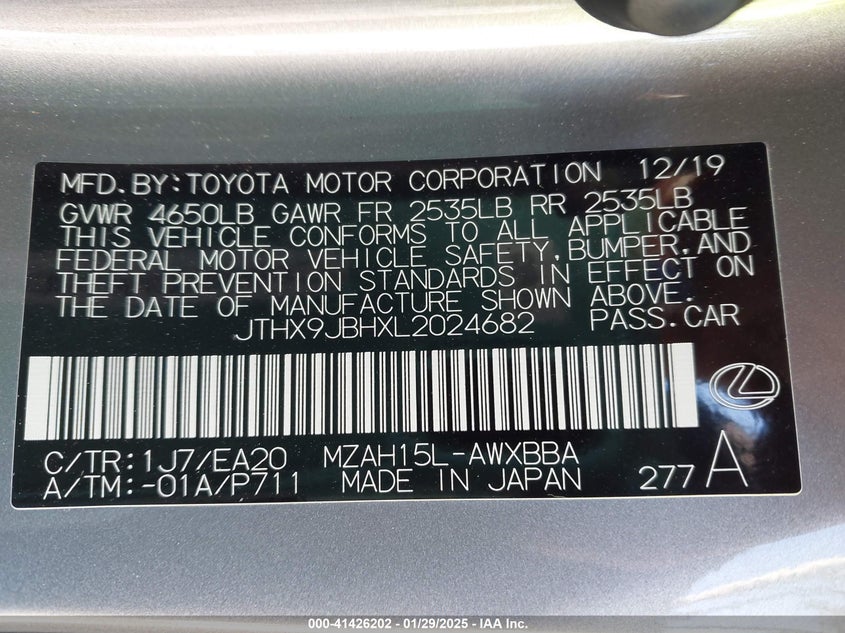 MFD.BY:TOYOTA MOTOR CORPORATION 12/19
GVWR 4650LB GAWR FR 2535LB RR 2535LB
THIS VEHICLE CONFORMS TO ALL APPLICABLE
FEDERAL MOTOR VEHICLE SAFETY,BUMPER,AND
THEFT PREVENTION STANDARDS IN EFFECT ON
THE DATE OF MANUFACTURE SHOWN ABOVE.
JTHX9JBHXL2024682 PASS.CAR
C/TR:1J7/EA20 MZAH15L-AWXBBA
A/TM:-01A/P711 MADE IN JAPAN 277 A
000-41426202 - 01/29/2025 - IAAI Inc.